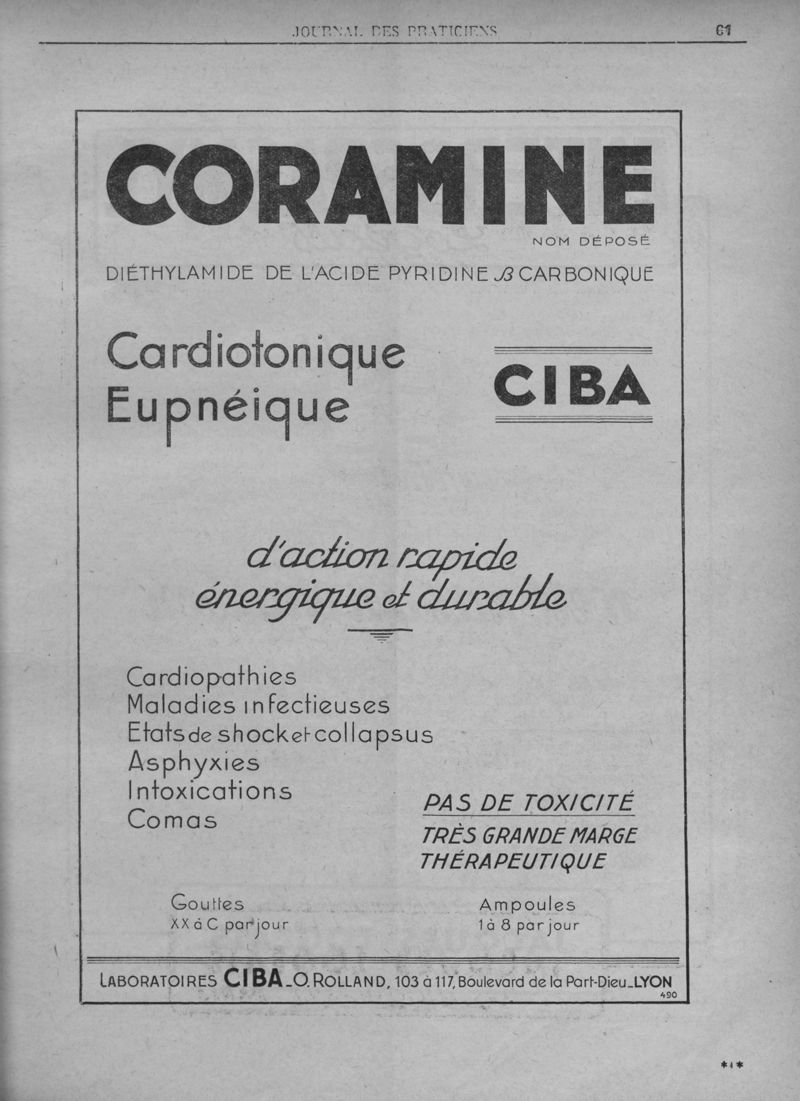 JOURNAL DES PRATICIENS 61
CORAMINE
NOM DÉPOSÉ
DIÉTHYLAMIDE DE L'ACIDE PYRIDINE β CARBONIQUE
Cardiotonique
Eupnéique
CIBA
d'action rapide
énergique et durable
Cardiopathies
Maladies infectieuses
Etats de shock et collapsus
Asphyxies
Intoxications
Comas
PAS DE TOXICITÉ
TRÈS GRANDE MARGE
THÉRAPEUTIQUE
Gouttes
XX à C par jour
Ampoules
1 à 8 par jour
LABORATOIRES CIBA_O. ROLLAND, 103 à 117, Boulevard de la Part-Dieu_LYON
490
*4*